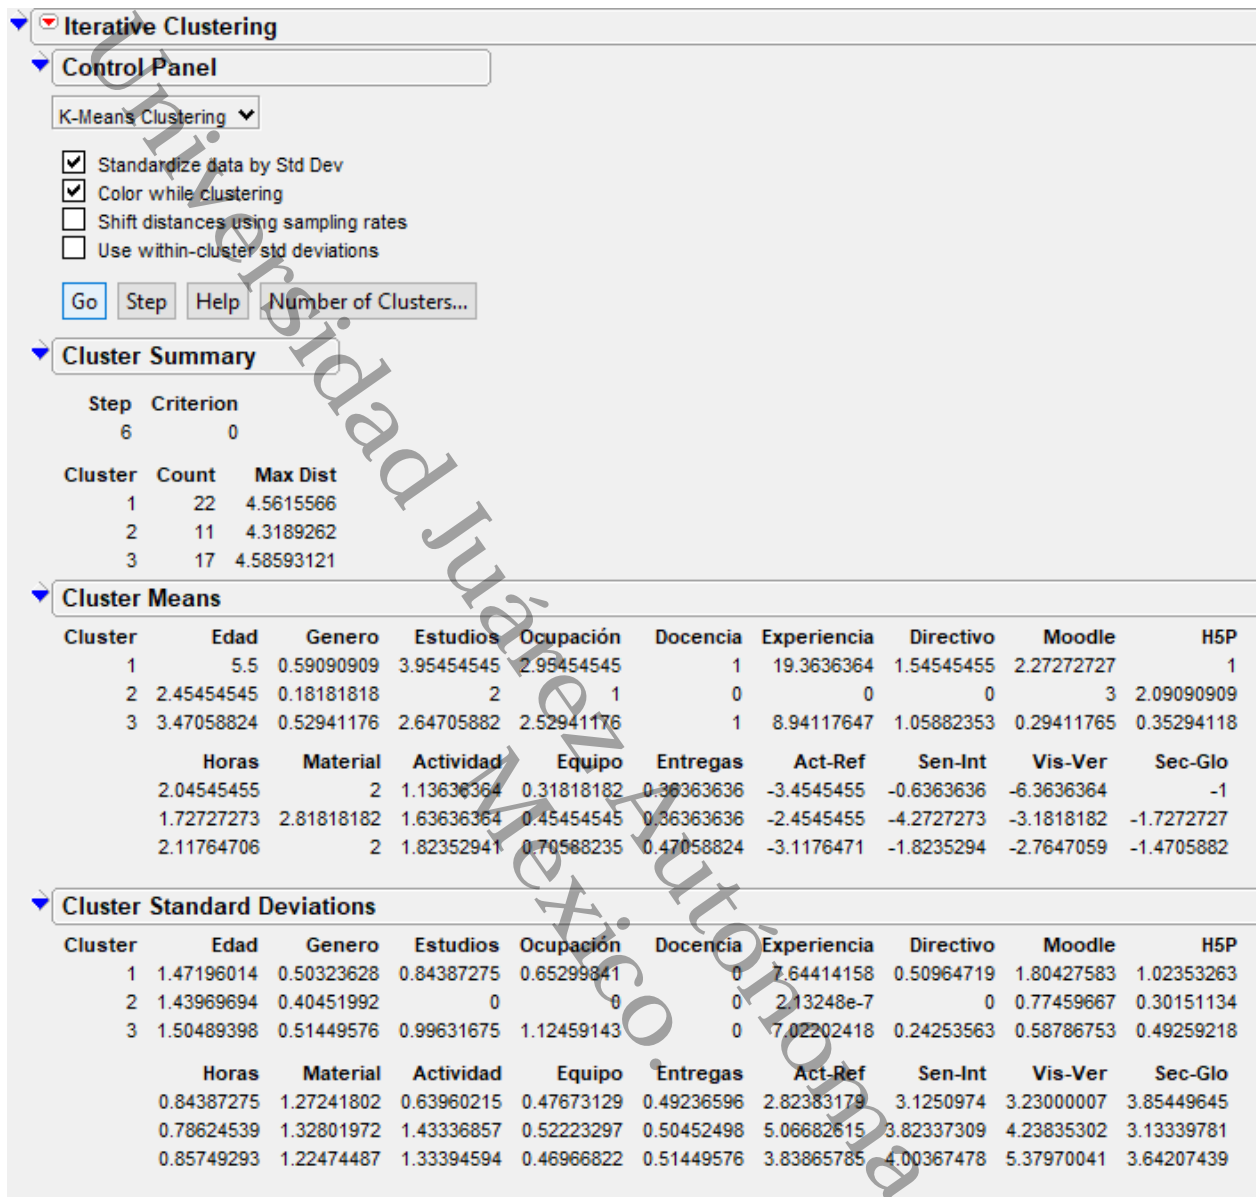 Iterative Clustering
Control Panel
K-Means Clustering
Standardize data by Std Dev
Color while clustering
Shift distances using sampling rates
Use within-cluster std deviations
Go Step Help Number of Clusters...
Cluster Summary
Step Criterion
6 0
Cluster Count Max Dist
1 22 4.5615566
2 11 4.3189262
3 17 4.58593121
Cluster Means
Cluster Edad Genero Estudios Ocupación Docencia Experiencia Directivo Moodle H5P
1 5.5 0.59090909 3.95454545 2.95454545 1 19.3636364 1.54545455 2.27272727 1
2 2.45454545 0.18181818 2 1 0 0 0 3 2.09090909
3 3.47058824 0.52941176 2.64705882 2.52941176 1 8.94117647 1.05882353 0.29411765 0.35294118
Horas Material Actividad Equipo Entregas Act-Ref Sen-Int Vis-Ver Sec-Glo
2.04545455 2 1.13636364 0.31818182 0.36363636 -3.4545455 -0.6363636 -6.3636364 -1
1.72727273 2.81818182 1.63636364 0.45454545 0.36363636 -2.4545455 -4.2727273 -3.1818182 -1.7272727
2.11764706 2 1.82352941 0.70588235 0.47058824 -3.1176471 -1.8235294 -2.7647059 -1.4705882
Cluster Standard Deviations
Cluster Edad Genero Estudios Ocupación Docencia Experiencia Directivo Moodle H5P
1 1.47196014 0.50323628 0.84387275 0.65299841 0 7.64414158 0.50964719 1.80427583 1.02353263
2 1.43969694 0.40451992 0 0 0 2.13248e-7 0 0.77459667 0.30151134
3 1.50489398 0.51449576 0.99631675 1.12459143 0 7.02202418 0.24253563 0.58786753 0.49259218
Horas Material Actividad Equipo Entregas Act-Ref Sen-Int Vis-Ver Sec-Glo
0.84387275 1.27241802 0.63960215 0.47673129 0.49236596 2.82383179 3.1250974 3.23000007 3.85449645
0.78624539 1.32801972 1.43336857 0.52223297 0.50452498 5.06682615 3.82337309 4.23835302 3.13339781
0.85749293 1.22474487 1.33394594 0.46966822 0.51449576 3.83865785 4.00367478 5.37970041 3.64207439
Universidad Juárez Autónoma
México.